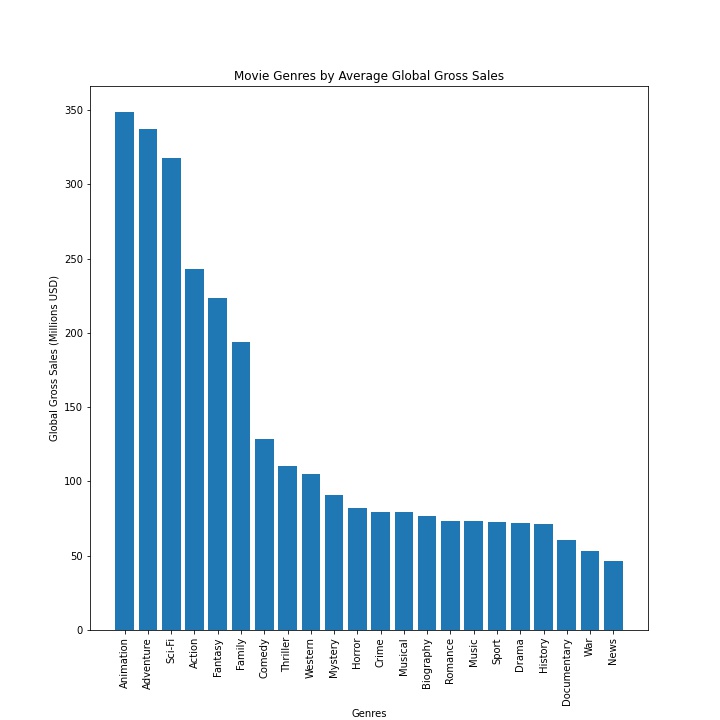 Movie Genres by Average Global Gross Sales
Global Gross Sales (Millions USD)
350
300
250
200
150
100
50
0
Animation
Adventure
Sci-Fi
Action
Fantasy
Family
Comedy
Thriller
Western
Mystery
Horror
Crime
Musical
Biography
Romance
Music
Sport
Drama
History
Documentary
War
News
Genres